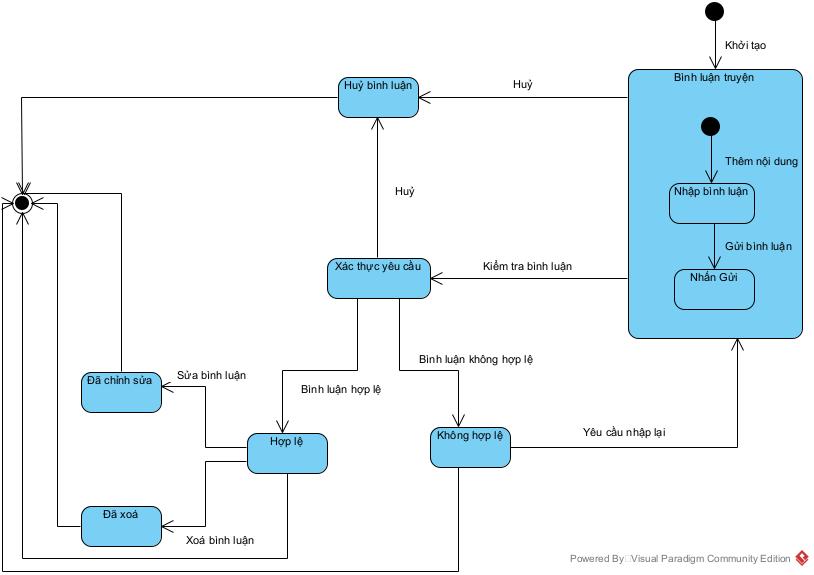 Khởi tạo
Bình luận truyện
Huỷ bình luận
Huỷ
Thêm nội dung
Nhập bình luận
Huỷ
Gửi bình luận
Xác thực yêu cầu
Kiểm tra bình luận
Nhấn Gửi
Bình luận không hợp lệ
Đã chỉnh sửa
Sửa bình luận
Bình luận hợp lệ
Hợp lệ
Không hợp lệ
Yêu cầu nhập lại
Đã xoá
Xoá bình luận
Powered By Visual Paradigm Community Edition